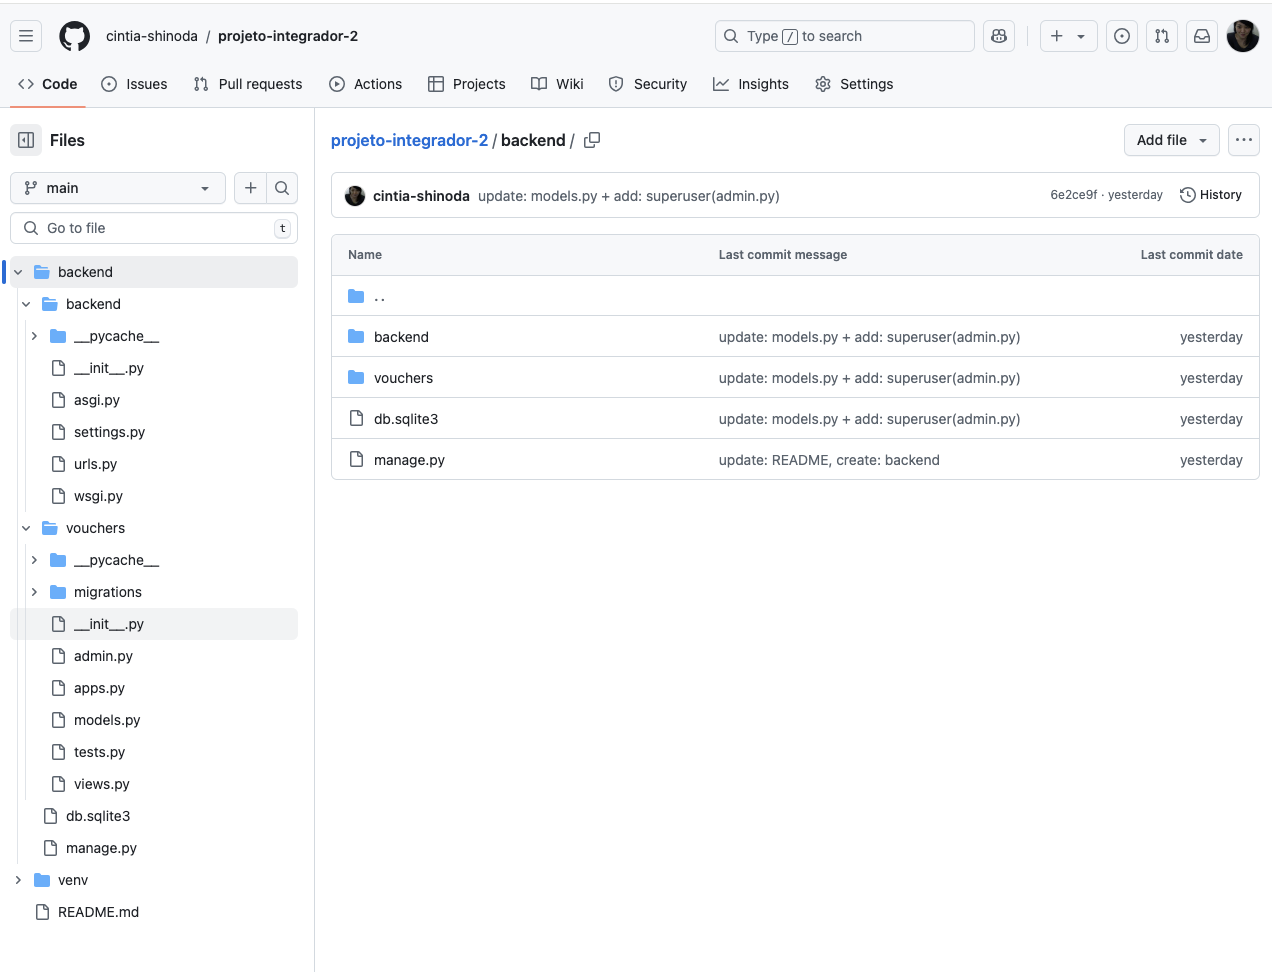 cintia-shinoda / projeto-integrador-2
Type / to search
Code
Issues
Pull requests
Actions
Projects
Wiki
Security
Insights
Settings
Files
main
Go to file
t
backend
backend
__pycache__
__init__.py
asgi.py
settings.py
urls.py
wsgi.py
vouchers
__pycache__
migrations
__init__.py
admin.py
apps.py
models.py
tests.py
views.py
db.sqlite3
manage.py
venv
README.md
projeto-integrador-2 / backend /
Add file
cintia-shinoda update: models.py + add: superuser(admin.py) 6e2ce9f · yesterday History
Name Last commit message Last commit date
..
backend update: models.py + add: superuser(admin.py) yesterday
vouchers update: models.py + add: superuser(admin.py) yesterday
db.sqlite3 update: models.py + add: superuser(admin.py) yesterday
manage.py update: README, create: backend yesterday